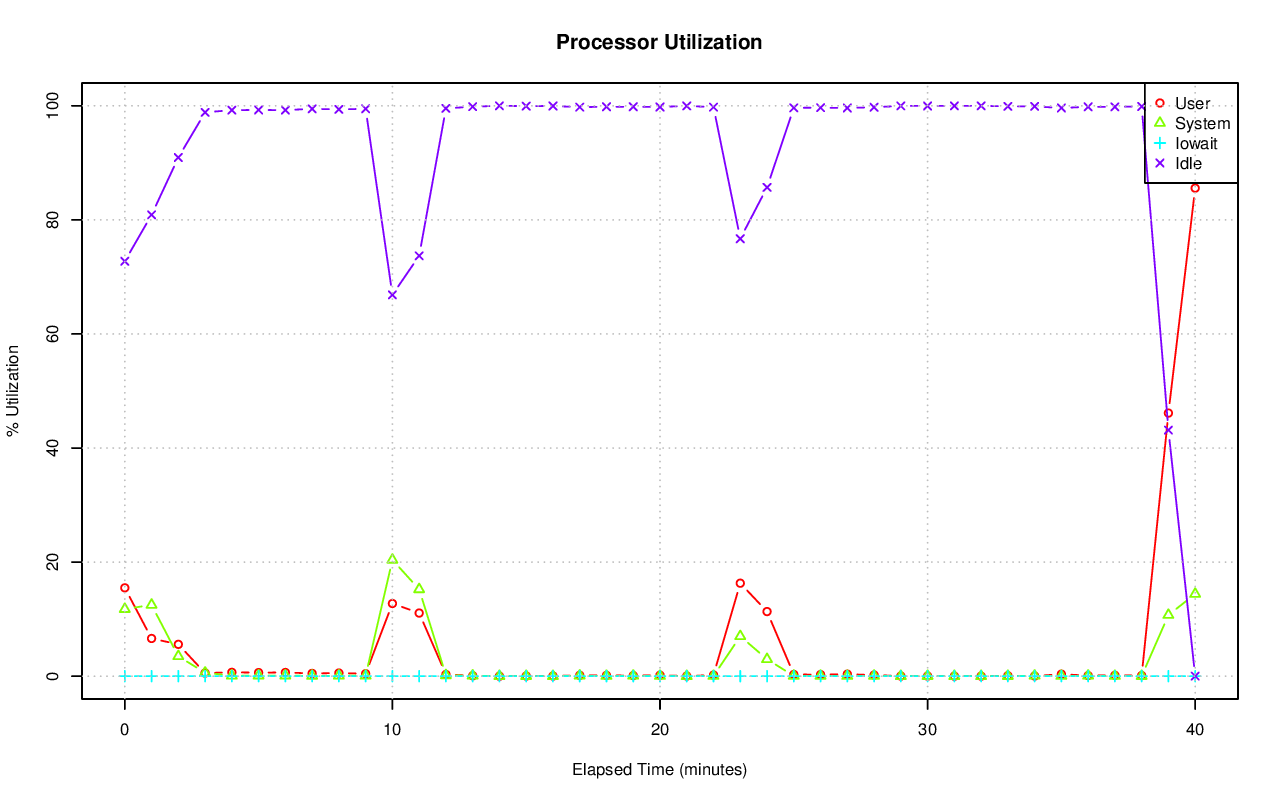 Processor Utilization
% Utilization
100
80
60
40
20
0
User
System
Iowait
Idle
0 10 20 30 40
Elapsed Time (minutes)